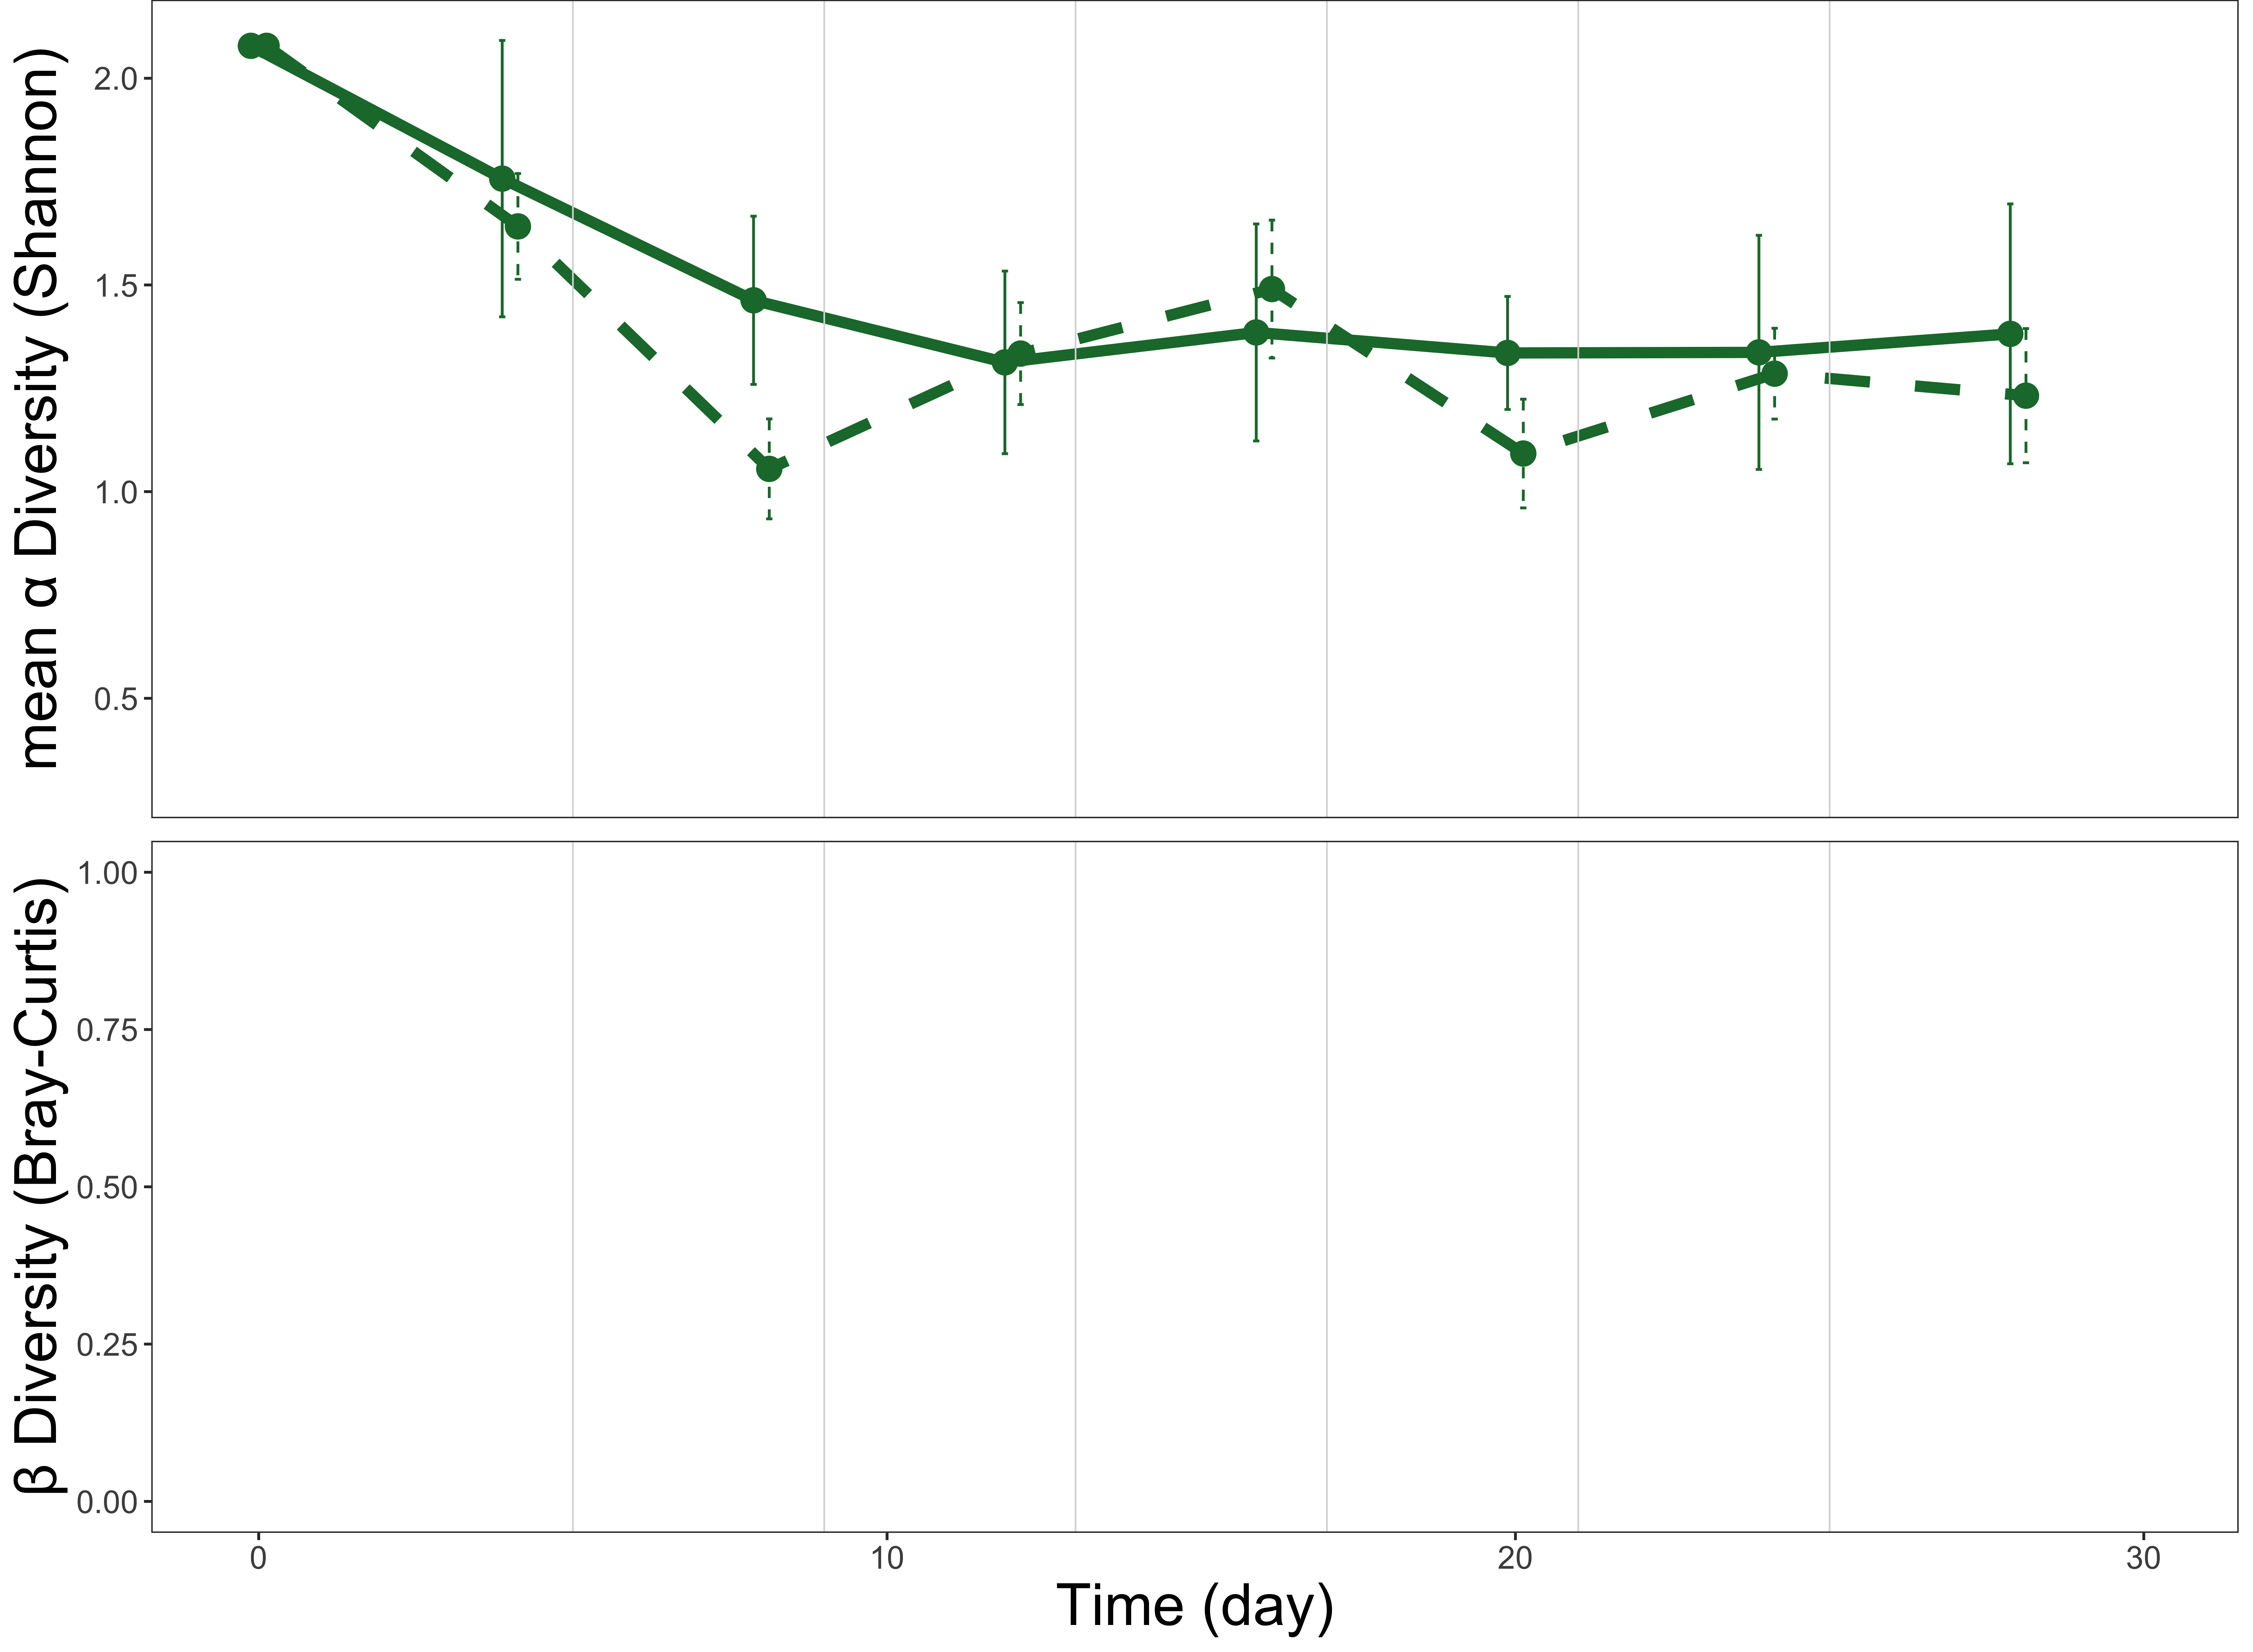 mean α Diversity (Shannon)
2.0
1.5
1.0
0.5
β Diversity (Bray-Curtis)
1.00
0.75
0.50
0.25
0.00
0 10 20 30
Time (day)